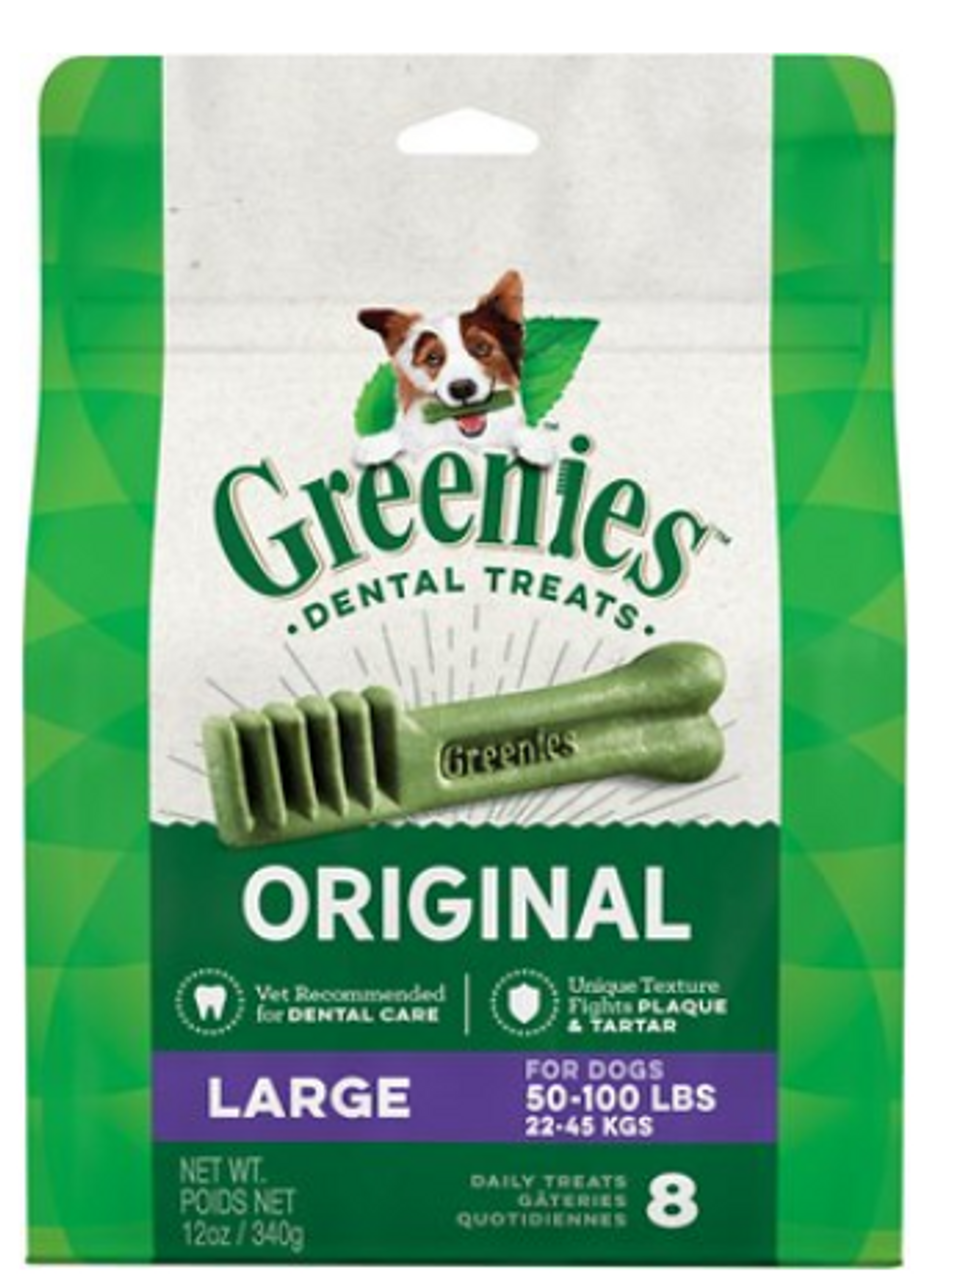 Greenies™
• DENTAL TREATS •
Greenies
ORIGINAL
Vet Recommended
for DENTAL CARE
Unique Texture
Fights PLAQUE
& TARTAR
LARGE
FOR DOGS
50-100 LBS
22-45 KGS
NET WT.
POIDS NET
12oz / 340g
DAILY TREATS
GÂTERIES
QUOTIDIENNES
8